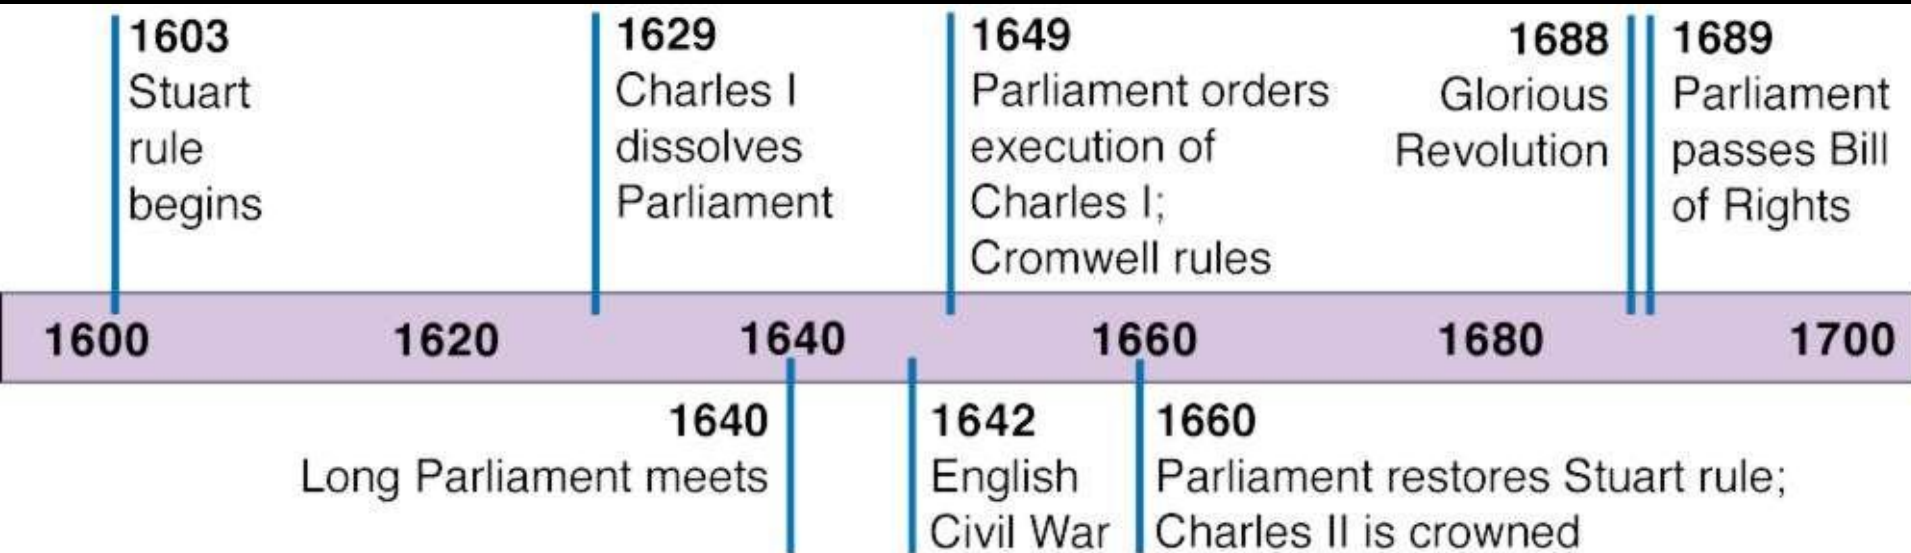 1603
Stuart
rule
begins
1629
Charles I
dissolves
Parliament
1649
Parliament orders
execution of
Charles I;
Cromwell rules
1688
Glorious
Revolution
1689
Parliament
passes Bill
of Rights
1600 1620 1640 1660 1680 1700
1640
Long Parliament meets
1642
English
Civil War
1660
Parliament restores Stuart rule;
Charles II is crowned